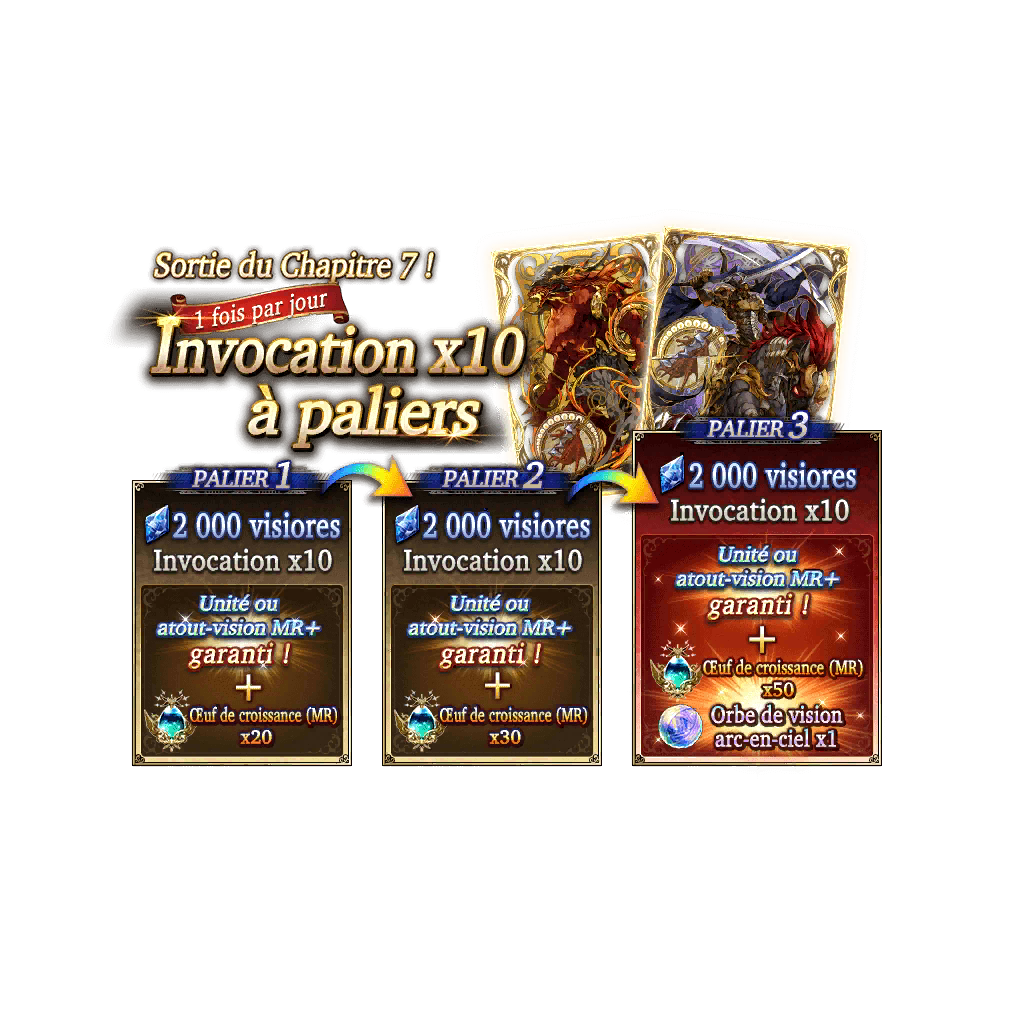 Sortie du Chapitre 7 !
1 fois par jour
Invocation x10
à paliers
PALIER 1
2 000 visiores
Invocation x10
Unité ou
atout-vision MR+
garanti !
+
Œuf de croissance (MR)
x20
PALIER 2
2 000 visiores
Invocation x10
Unité ou
atout-vision MR+
garanti !
+
Œuf de croissance (MR)
x30
PALIER 3
2 000 visiores
Invocation x10
Unité ou
atout-vision MR+
garanti !
+
Œuf de croissance (MR)
x50
Orbe de vision
arc-en-ciel x1